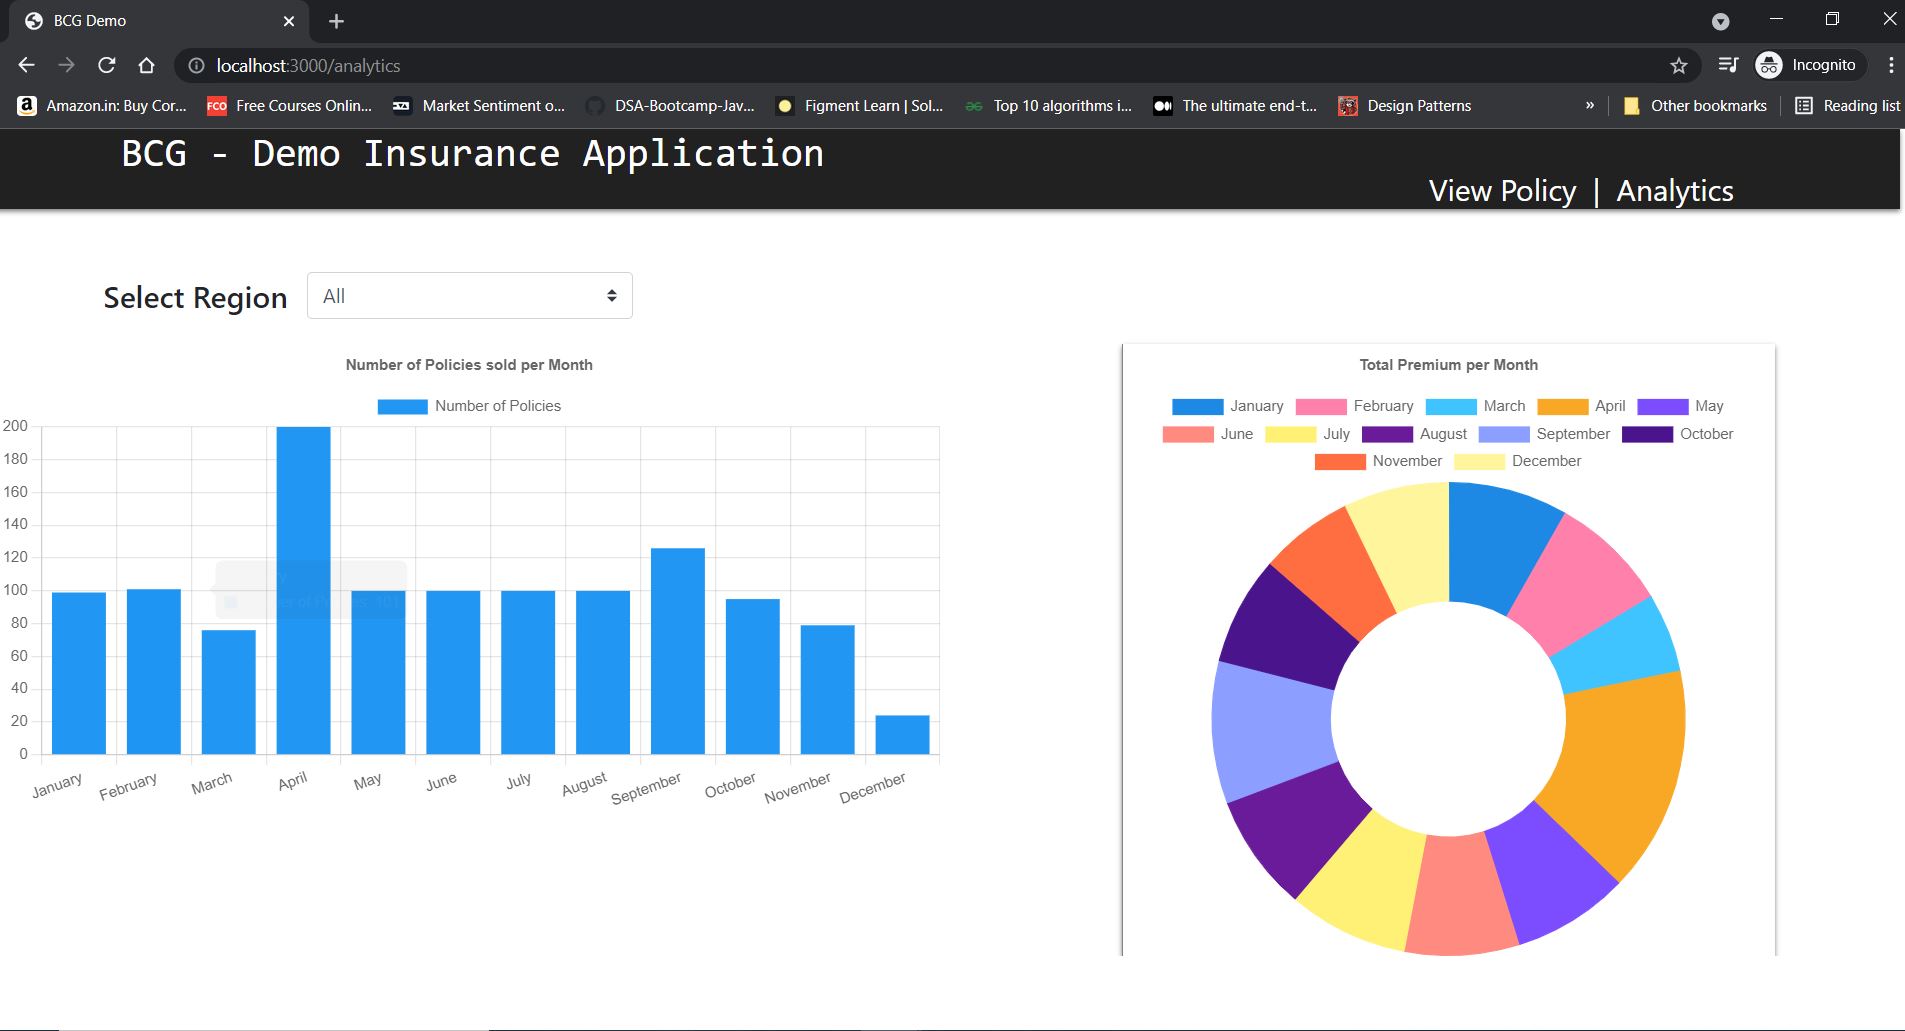 BCG Demo
localhost:3000/analytics
Incognito
Amazon.in: Buy Cor...
FCO
Free Courses Onlin...
Market Sentiment o...
DSA-Bootcamp-Jav...
Figment Learn | Sol...
Top 10 algorithms i...
The ultimate end-t...
Design Patterns
»
Other bookmarks
Reading list
BCG - Demo Insurance Application
View Policy | Analytics
Select Region
All
Number of Policies sold per Month
Number of Policies
200
180
160
140
120
100
80
60
40
20
0
January
February
March
April
May
June
July
August
September
October
November
December
Total Premium per Month
January February March April May
June July August September October
November December